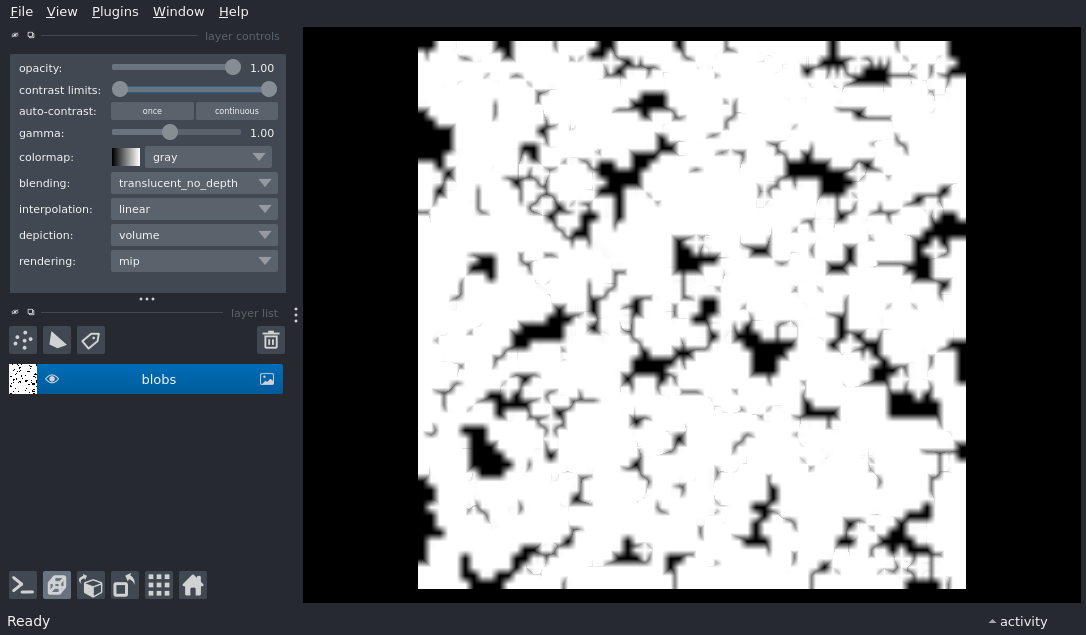 File View Plugins Window Help
layer controls
opacity: 1.00
contrast limits:
auto-contrast: once continuous
gamma: 1.00
colormap: gray
blending: translucent_no_depth
interpolation: linear
depiction: volume
rendering: mip
layer list
blobs
Ready activity